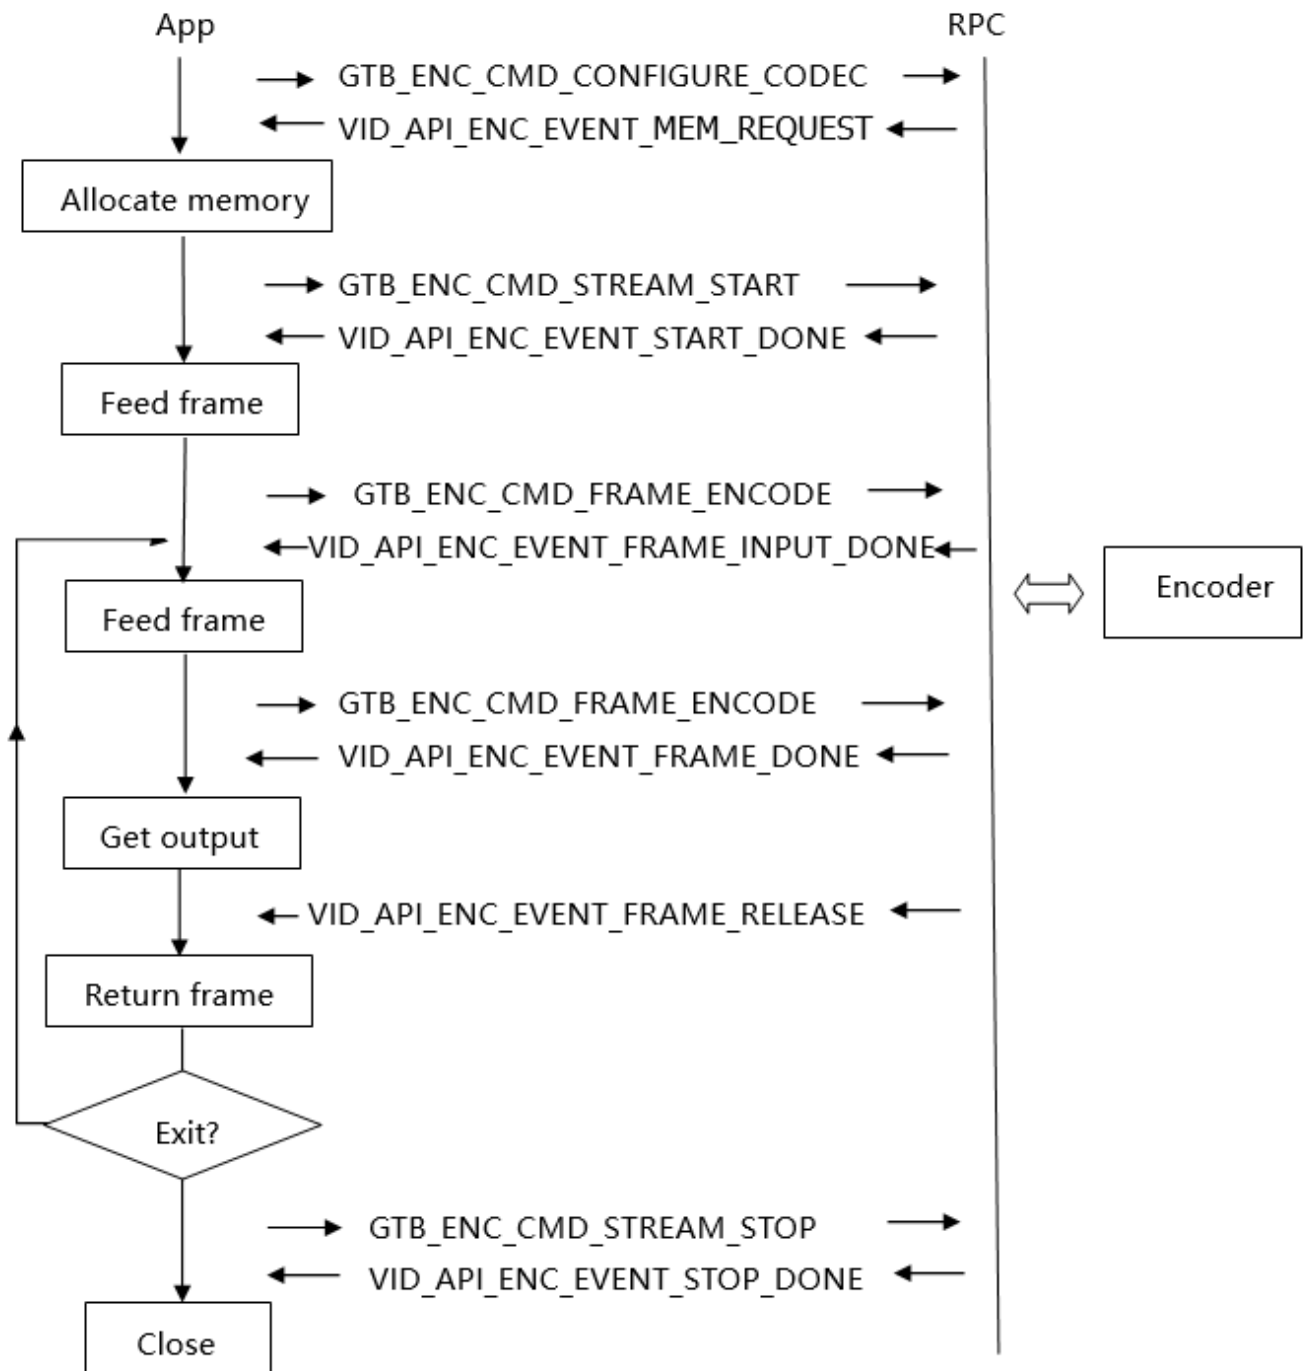 App
RPC
GTB_ENC_CMD_CONFIGURE_CODEC
VID_API_ENC_EVENT_MEM_REQUEST
Allocate memory
GTB_ENC_CMD_STREAM_START
VID_API_ENC_EVENT_START_DONE
Feed frame
GTB_ENC_CMD_FRAME_ENCODE
VID_API_ENC_EVENT_FRAME_INPUT_DONE
Encoder
Feed frame
GTB_ENC_CMD_FRAME_ENCODE
VID_API_ENC_EVENT_FRAME_DONE
Get output
VID_API_ENC_EVENT_FRAME_RELEASE
Return frame
Exit?
GTB_ENC_CMD_STREAM_STOP
VID_API_ENC_EVENT_STOP_DONE
Close